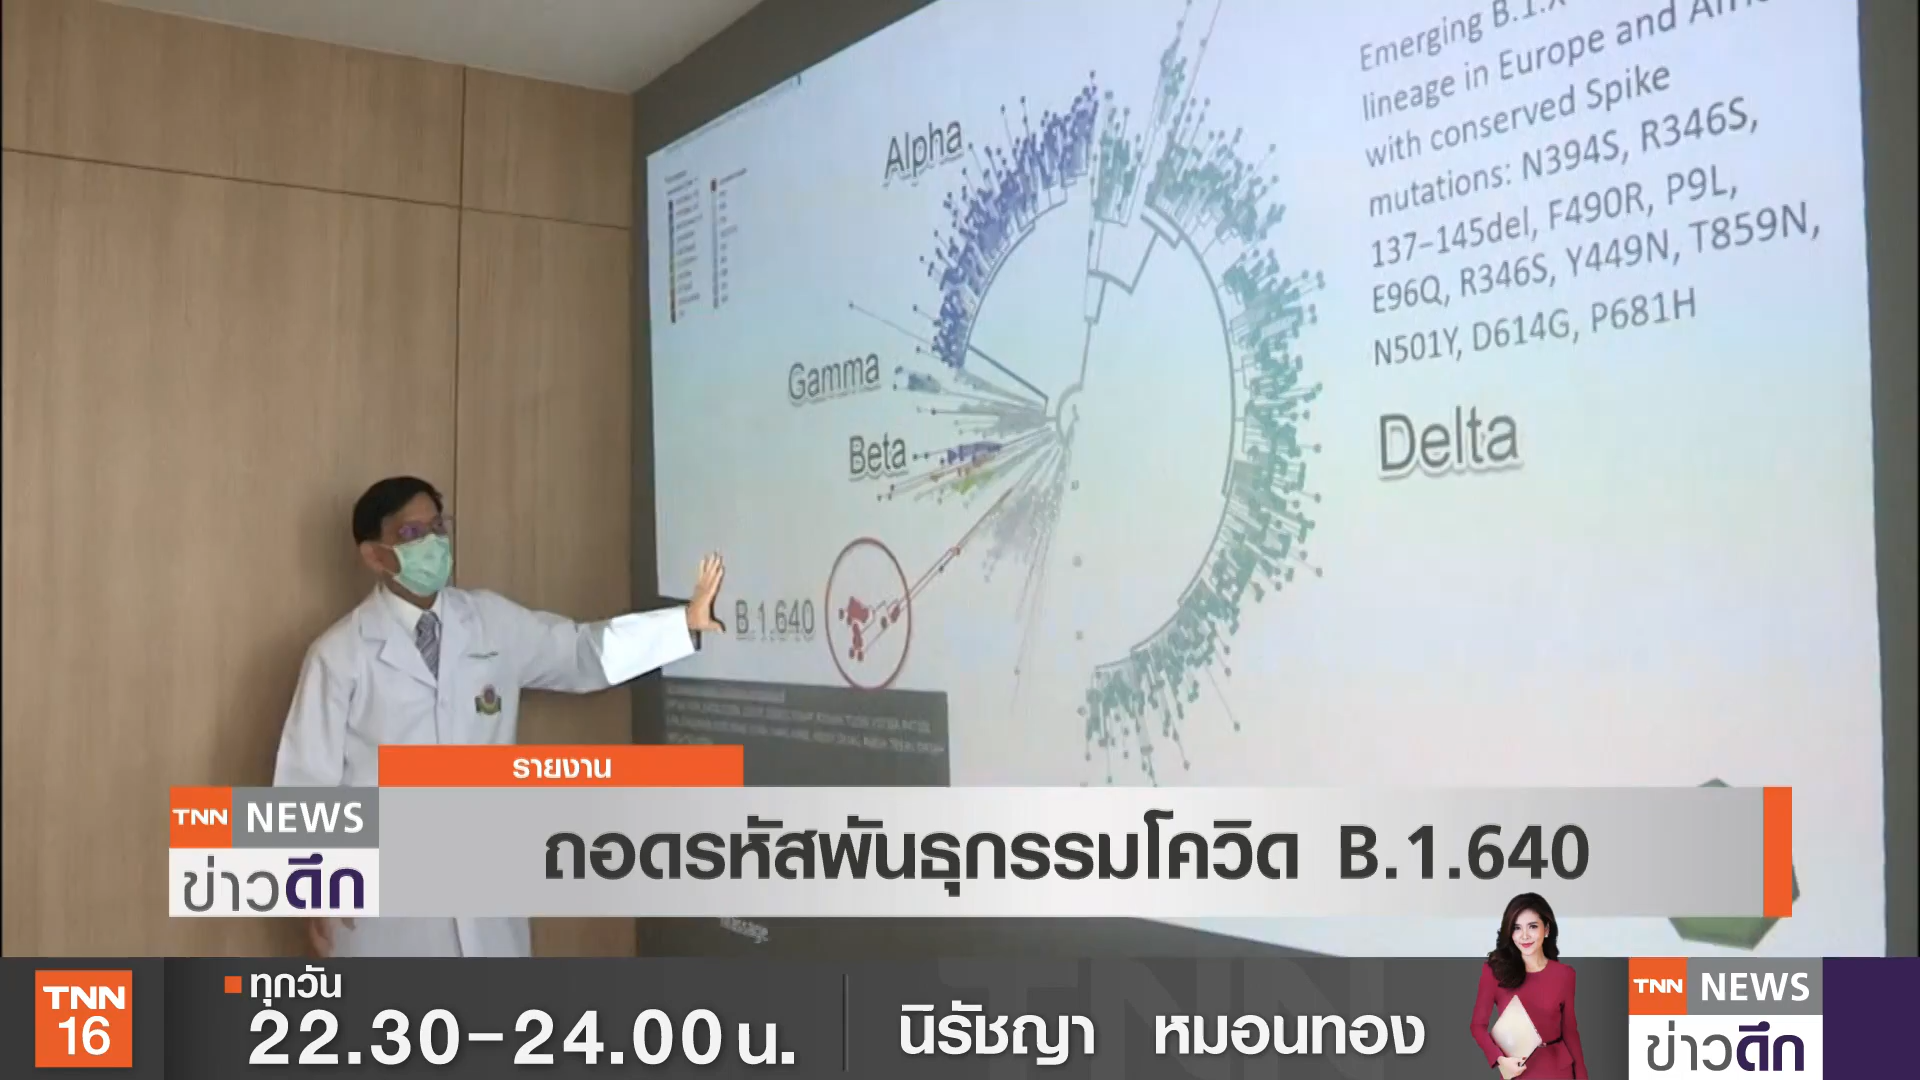 Emerging B.1.X
lineage in Europe and
with conserved Spike
mutations: N394S, R346S,
137-145del, F490R, P9L,
E96Q, R346S, Y449N, T859N,
N501Y, D614G, P681H
Alpha
Gamma
Beta
Delta
B.1.640
รายงาน
TNN NEWS
ข่าวดึก
ถอดรหัสพันธุกรรมโควิด B.1.640
TNN
16
ทุกวัน
22.30-24.00 น.
นิรัชญา หมอนทอง
TNN NEWS
ข่าวดึก